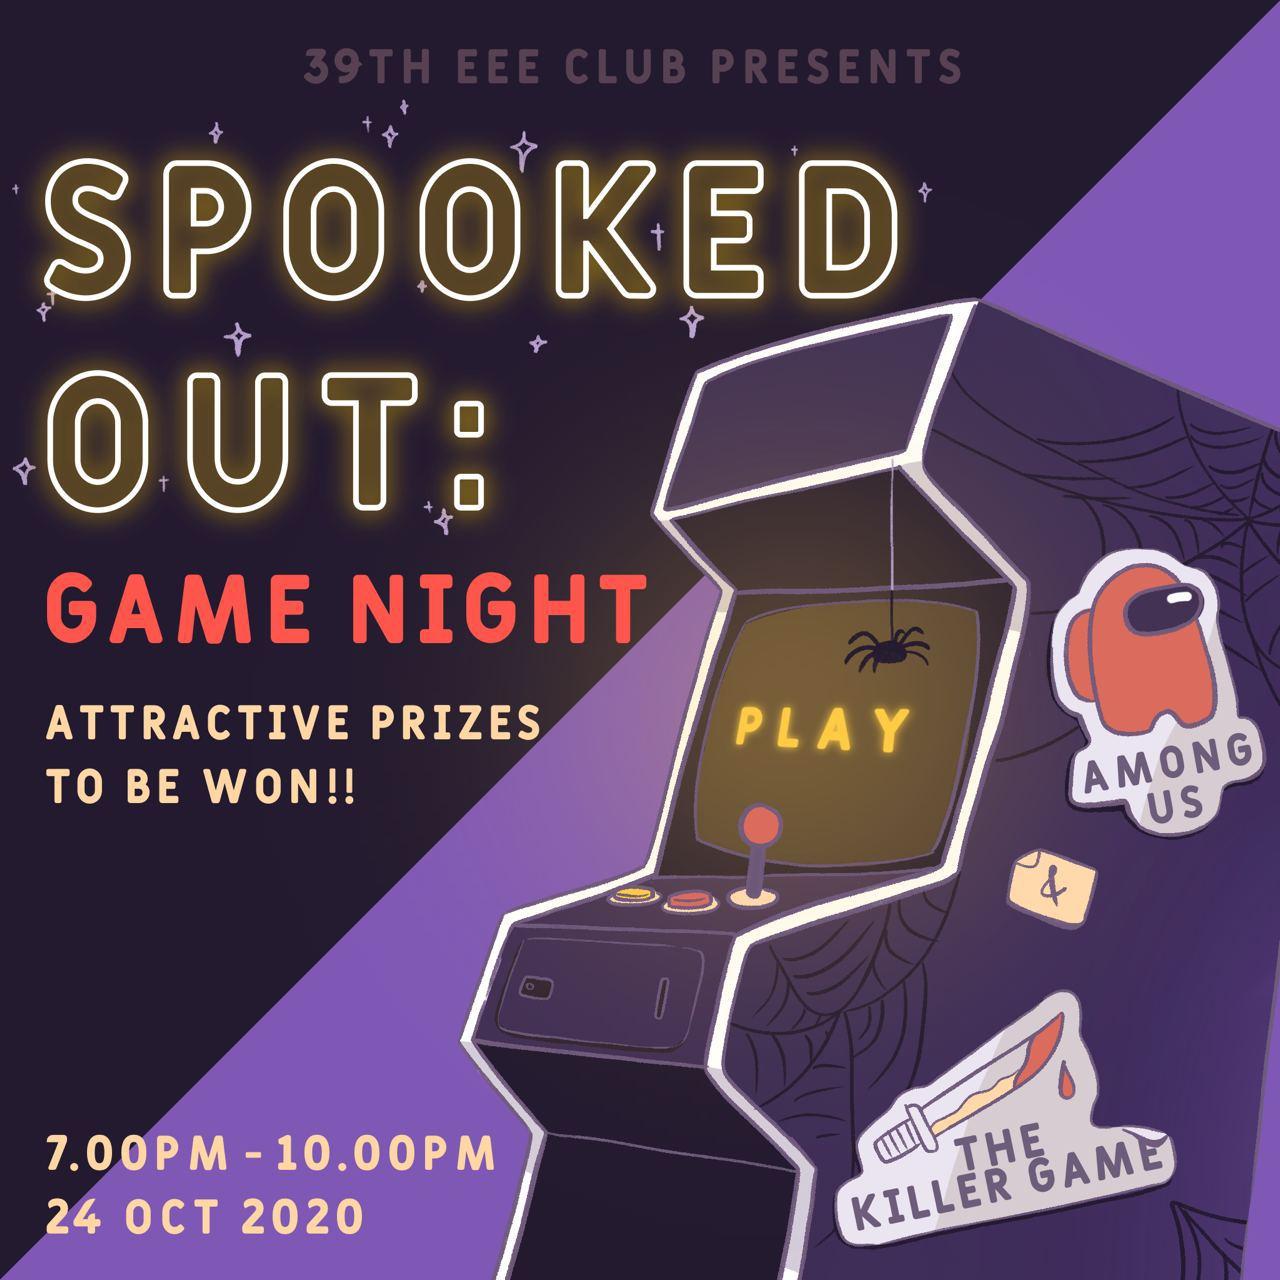 39TH EEE CLUB PRESENTS
SPOOKED
OUT:
GAME NIGHT
ATTRACTIVE PRIZES
TO BE WON!!
PLAY
AMONG
US
&
THE
KILLER GAME
7.00PM - 10.00PM
24 OCT 2020